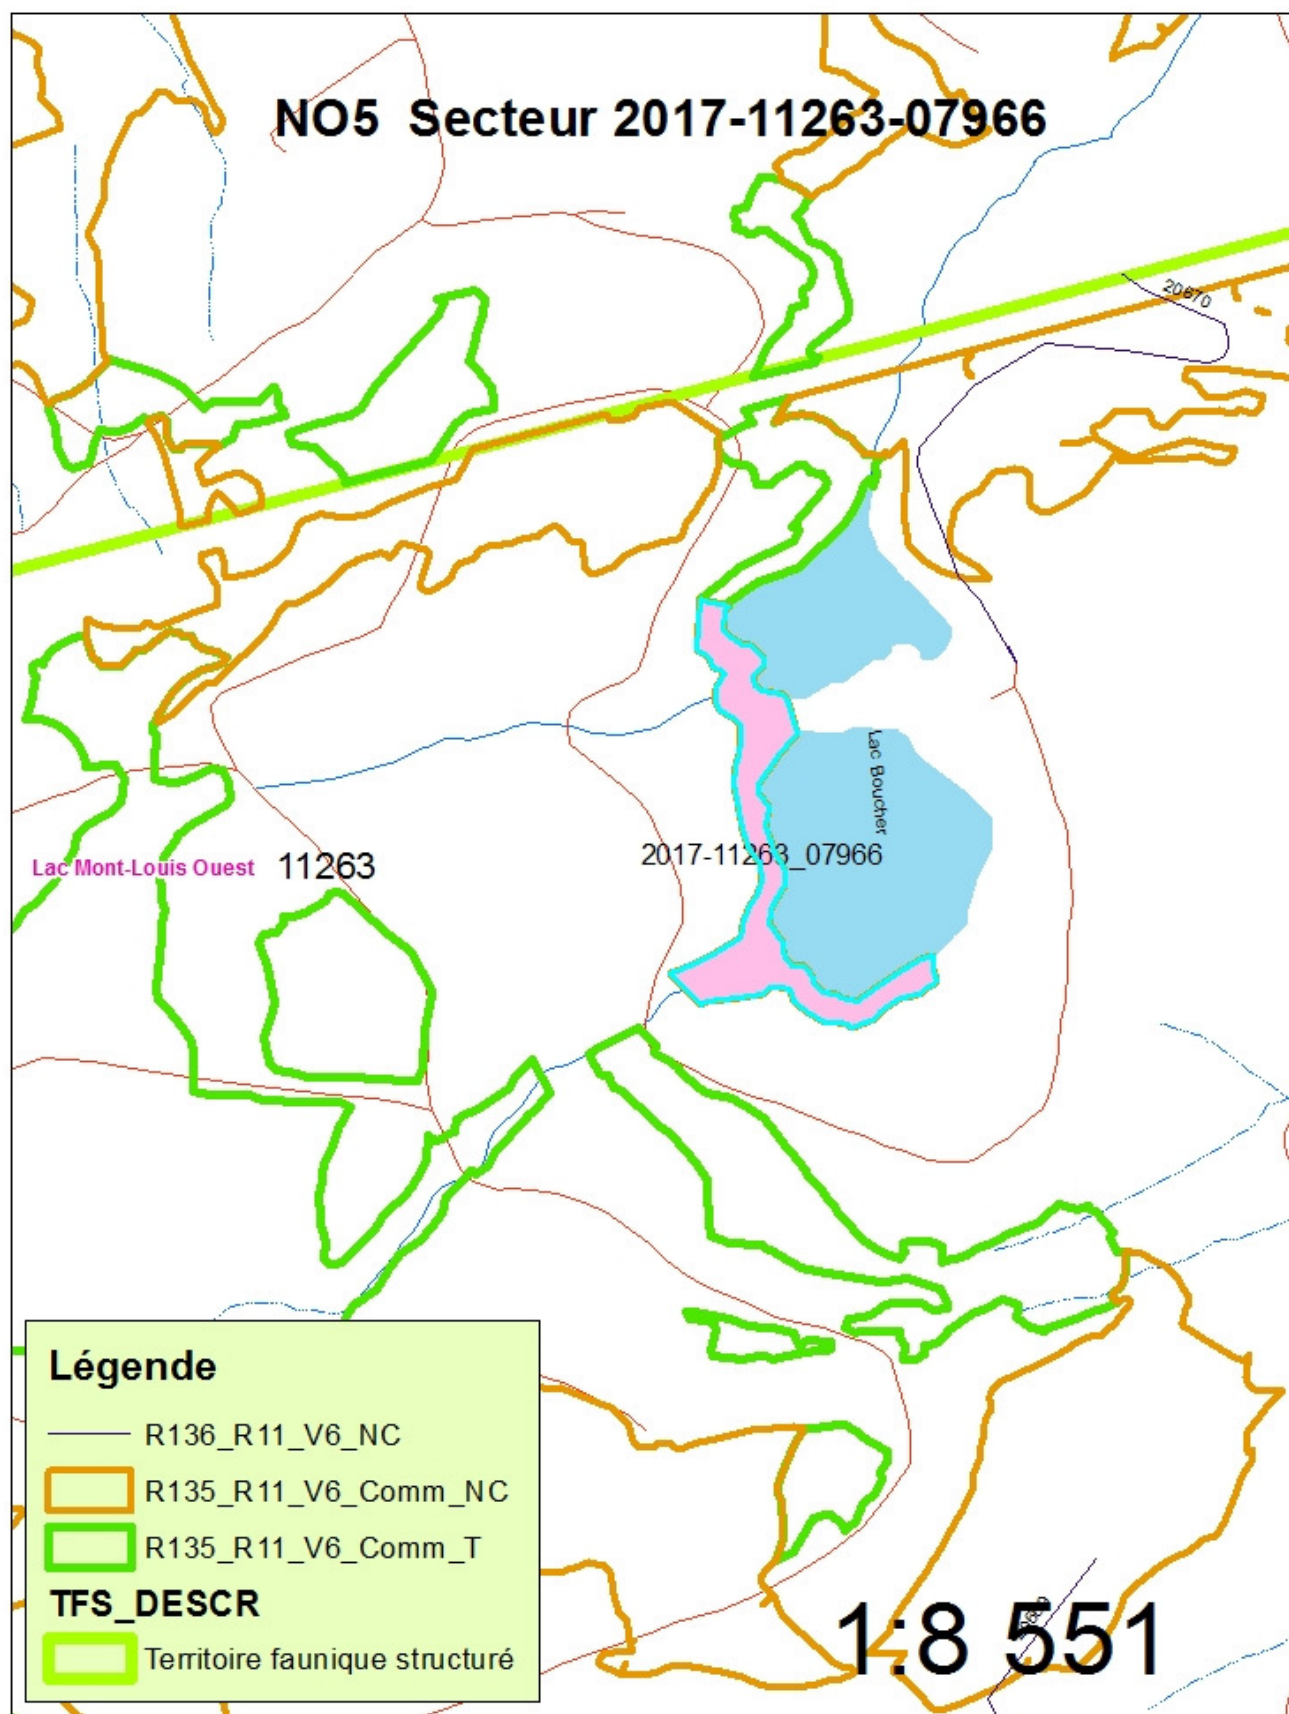 NO5 Secteur 2017-11263-07966
20670
Lac Boucher
2017-11263_07966
Lac Mont-Louis Ouest
11263
Légende
R136_R11_V6_NC
R135_R11_V6_Comm_NC
R135_R11_V6_Comm_T
TFS_DESCR
Territoire faunique structuré
1:8 551